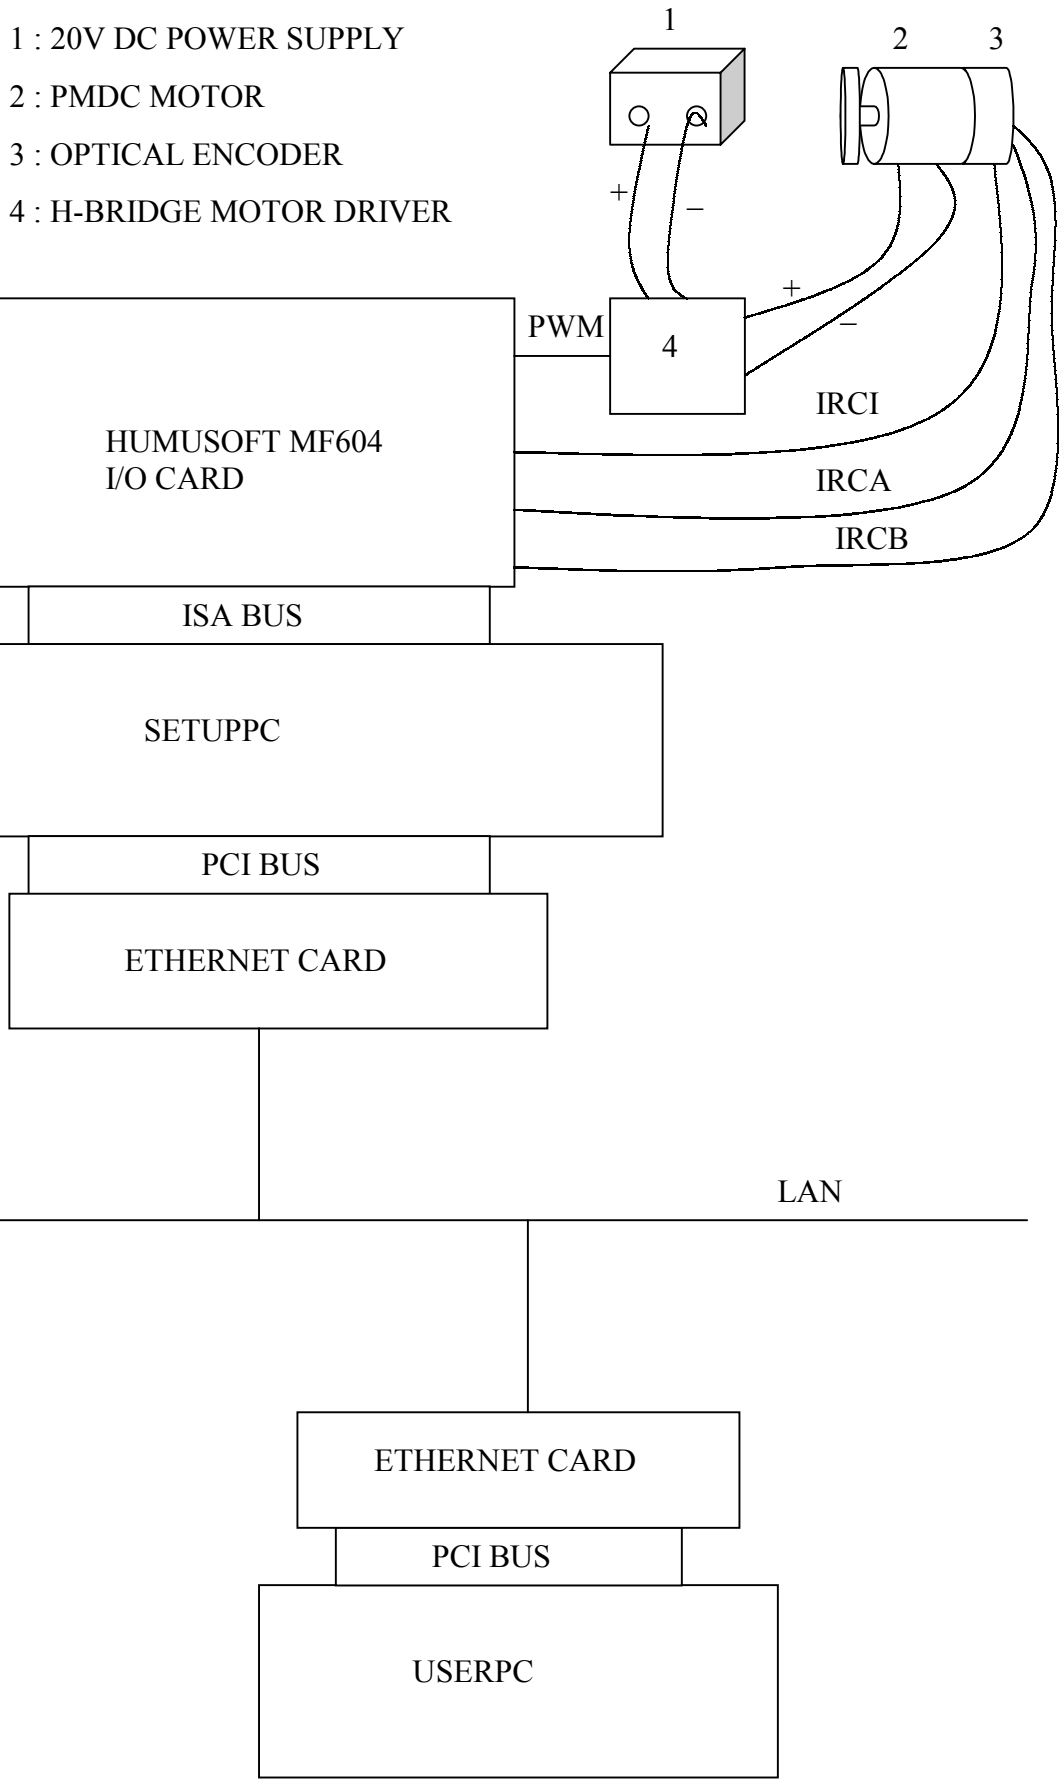 1 : 20V DC POWER SUPPLY
2 : PMDC MOTOR
3 : OPTICAL ENCODER
4 : H-BRIDGE MOTOR DRIVER
1
2
3
+
−
+
−
PWM
4
IRCI
HUMUSOFT MF604
I/O CARD
IRCA
IRCB
ISA BUS
SETUPPC
PCI BUS
ETHERNET CARD
LAN
ETHERNET CARD
PCI BUS
USERPC